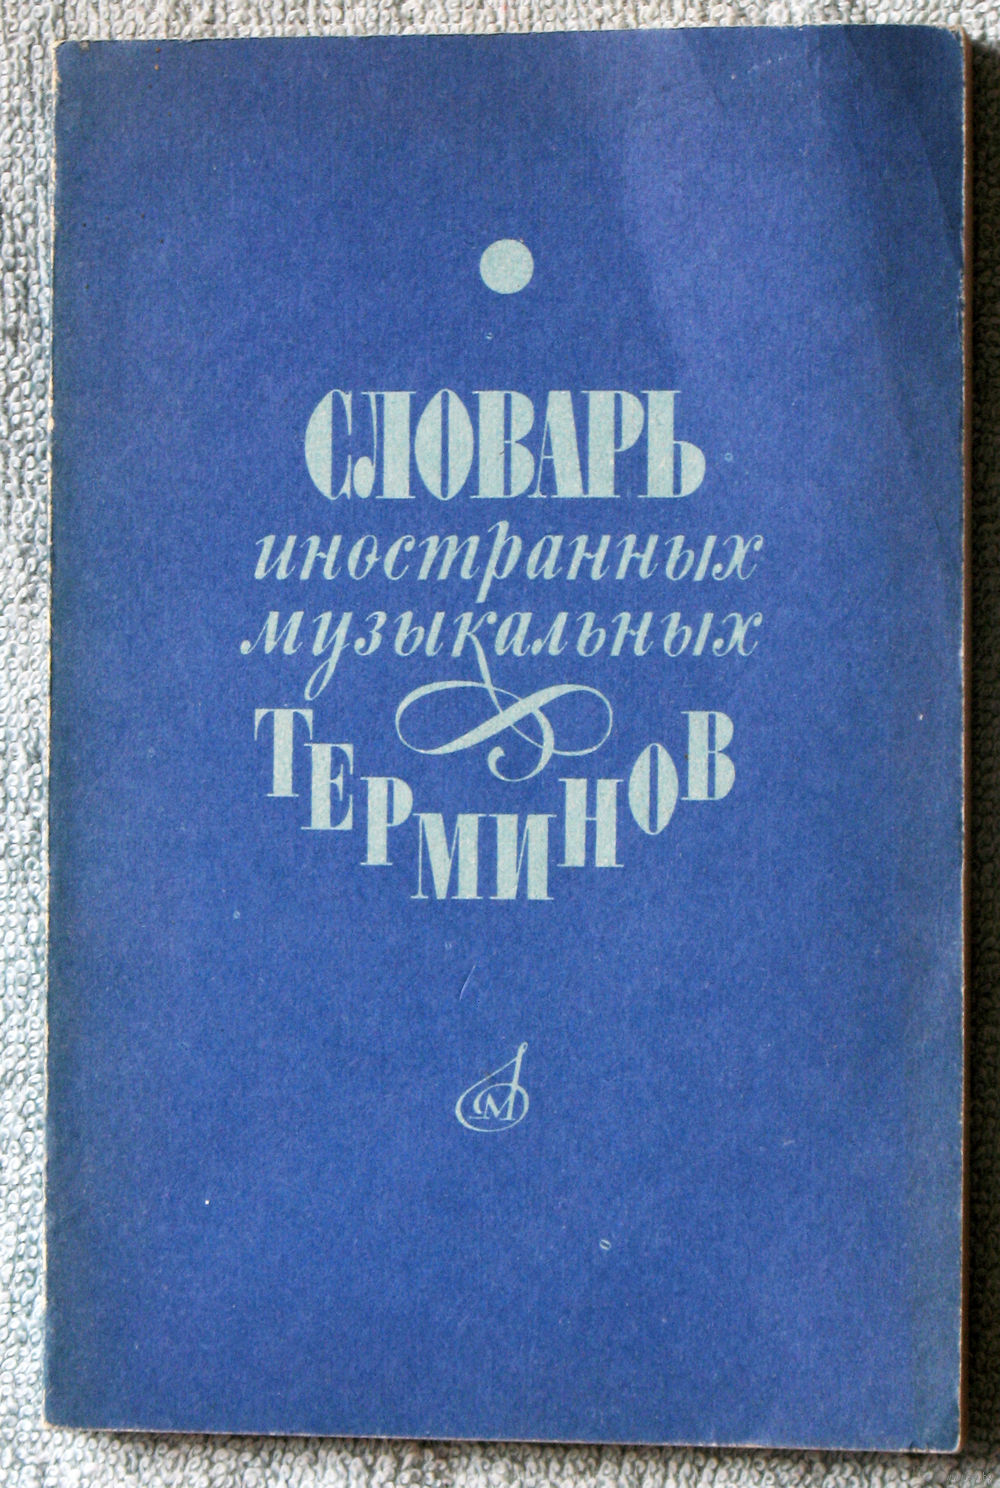 СЛОВАРЬ
иностранных
музыкальных
ТЕРМИНОВ
М